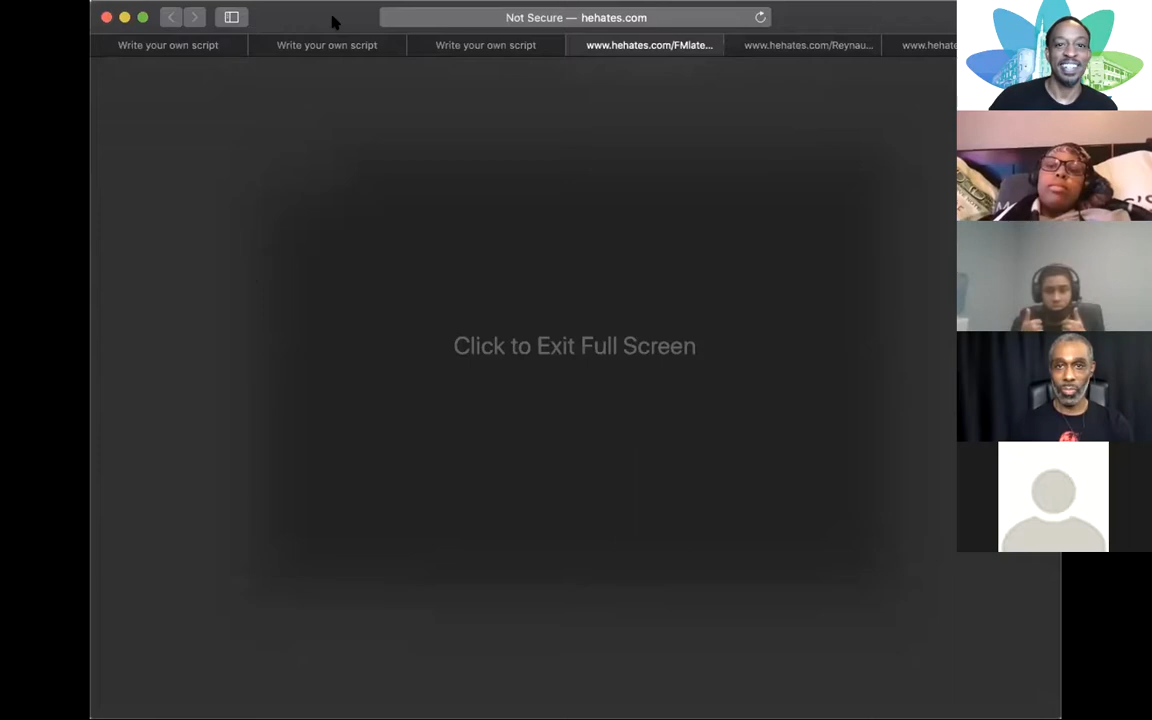 Not Secure — hehates.com
Write your own script
Write your own script
Write your own script
www.hehates.com/FMlate...
www.hehates.com/Reynau...
www.hehate
Click to Exit Full Screen